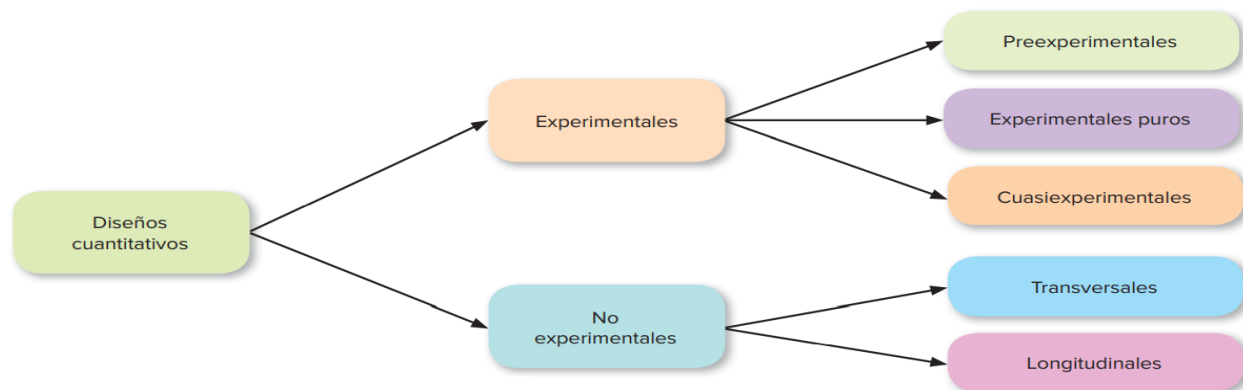 Preexperimentales
Experimentales
Experimentales puros
Cuasiexperimentales
Diseños
cuantitativos
No
experimentales
Transversales
Longitudinales